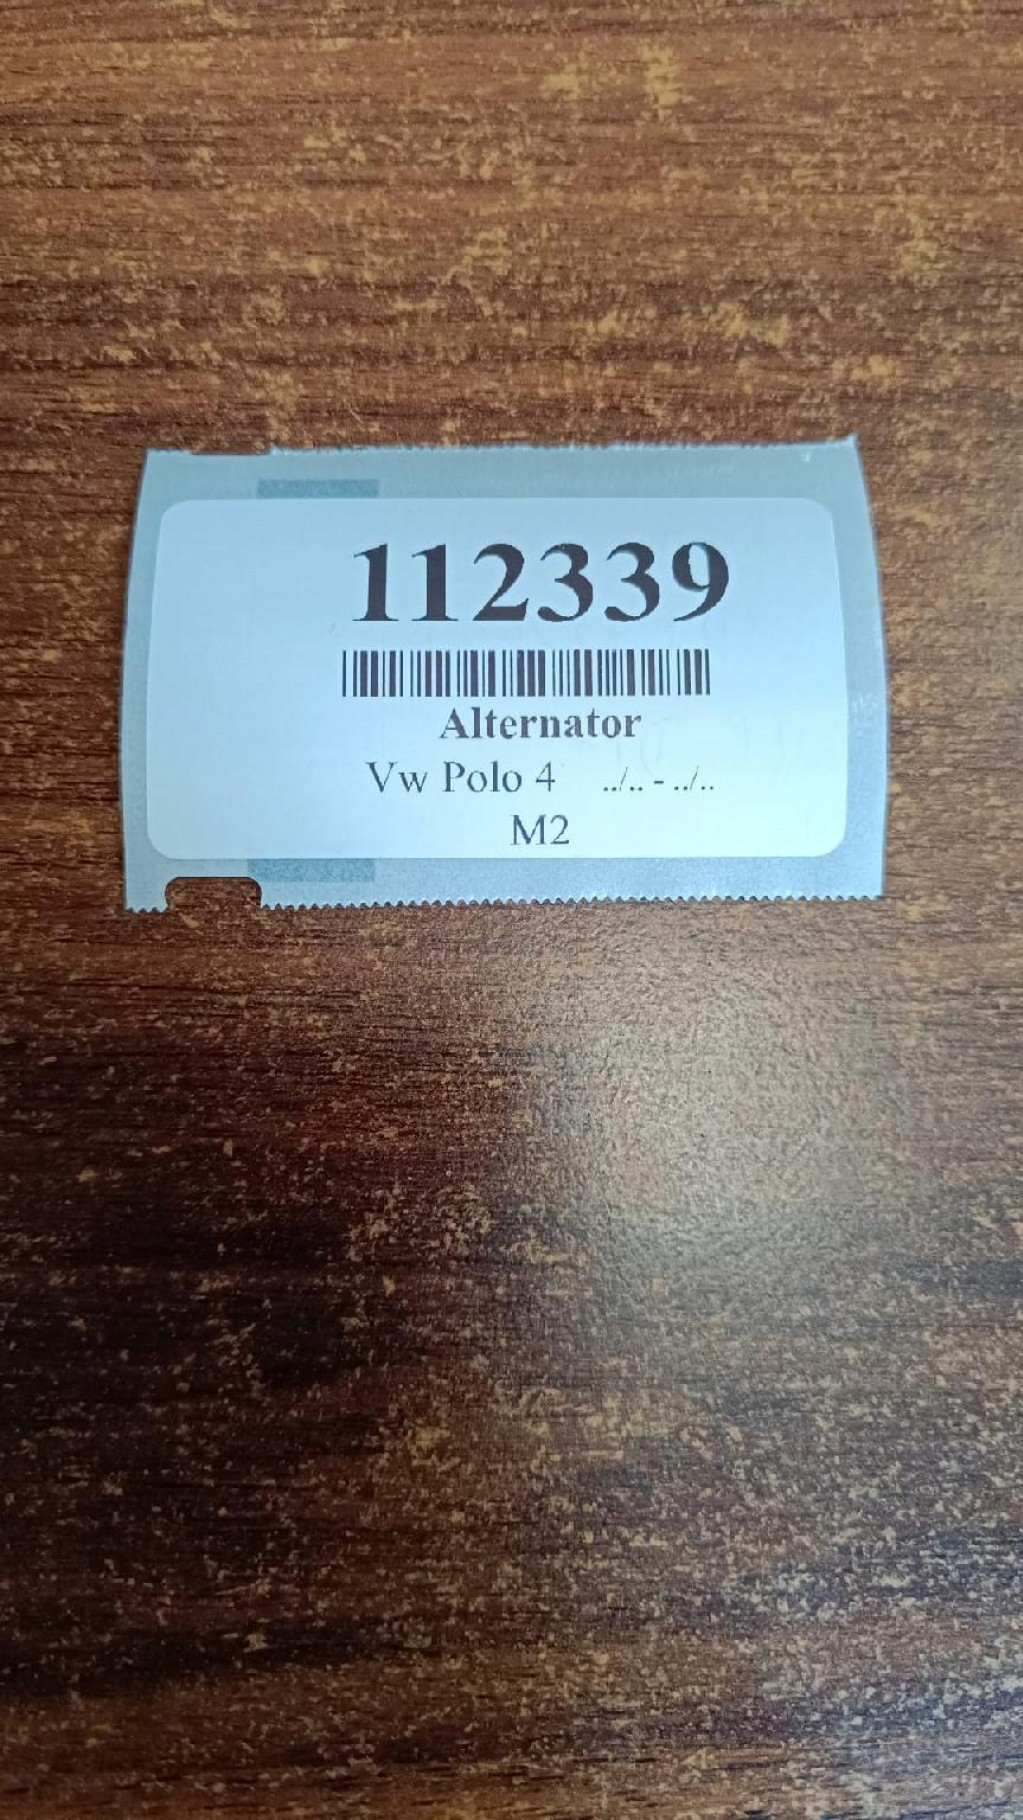 112339
Alternator
Vw Polo 4 ../.. - ../..
M2